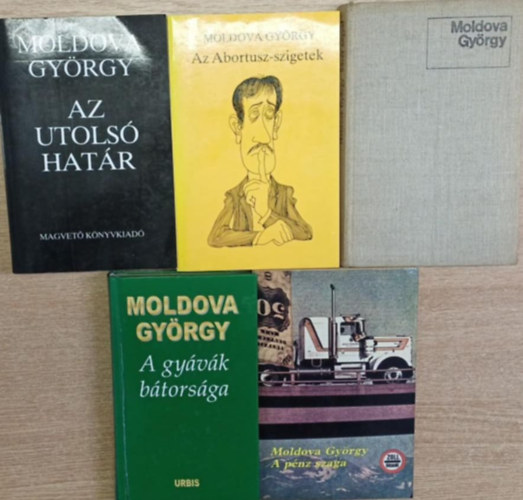 MOLDOVA
GYÖRGY
AZ
UTOLSÓ
HATÁR
MAGVETŐ KÖNYVKIADÓ
MOLDOVA GYÖRGY
Az Abortusz-szigetek
Moldova
György
MOLDOVA
GYÖRGY
A gyávák
bátorsága
URBIS
50
Moldova György
A pénz szaga